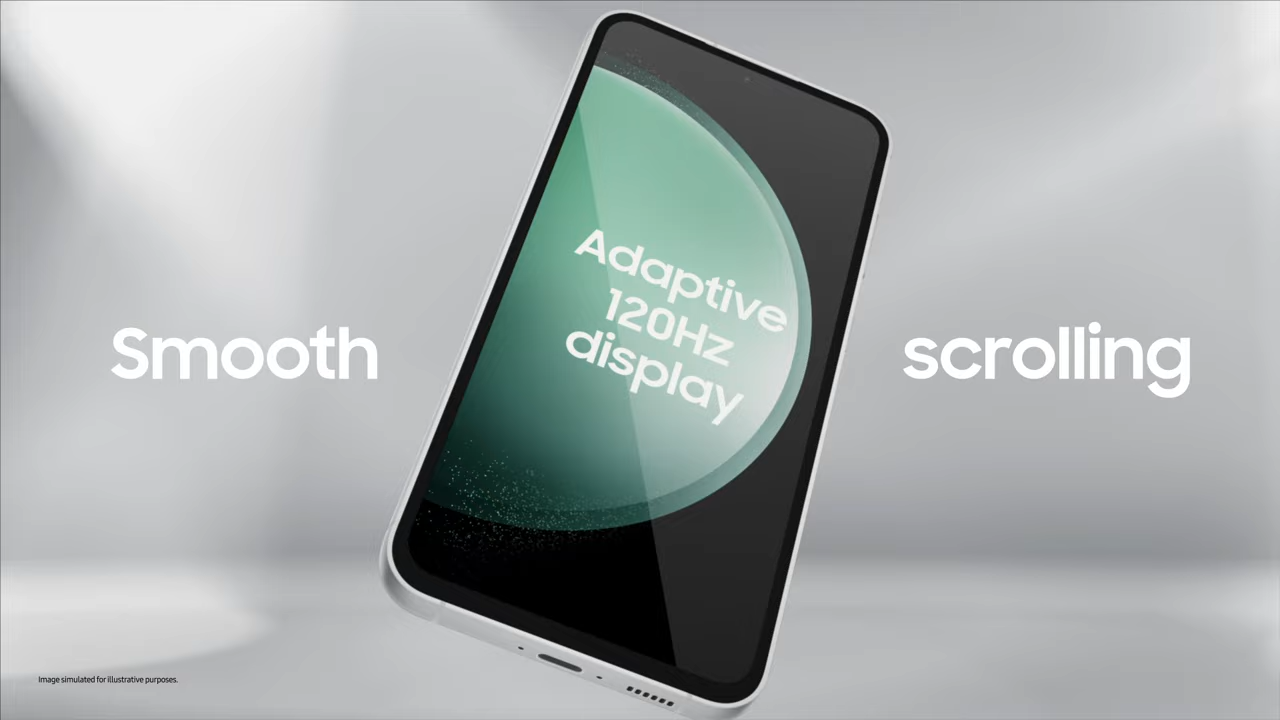 Smooth
Adaptive
120Hz
display
scrolling
Image simulated for illustrative purposes.